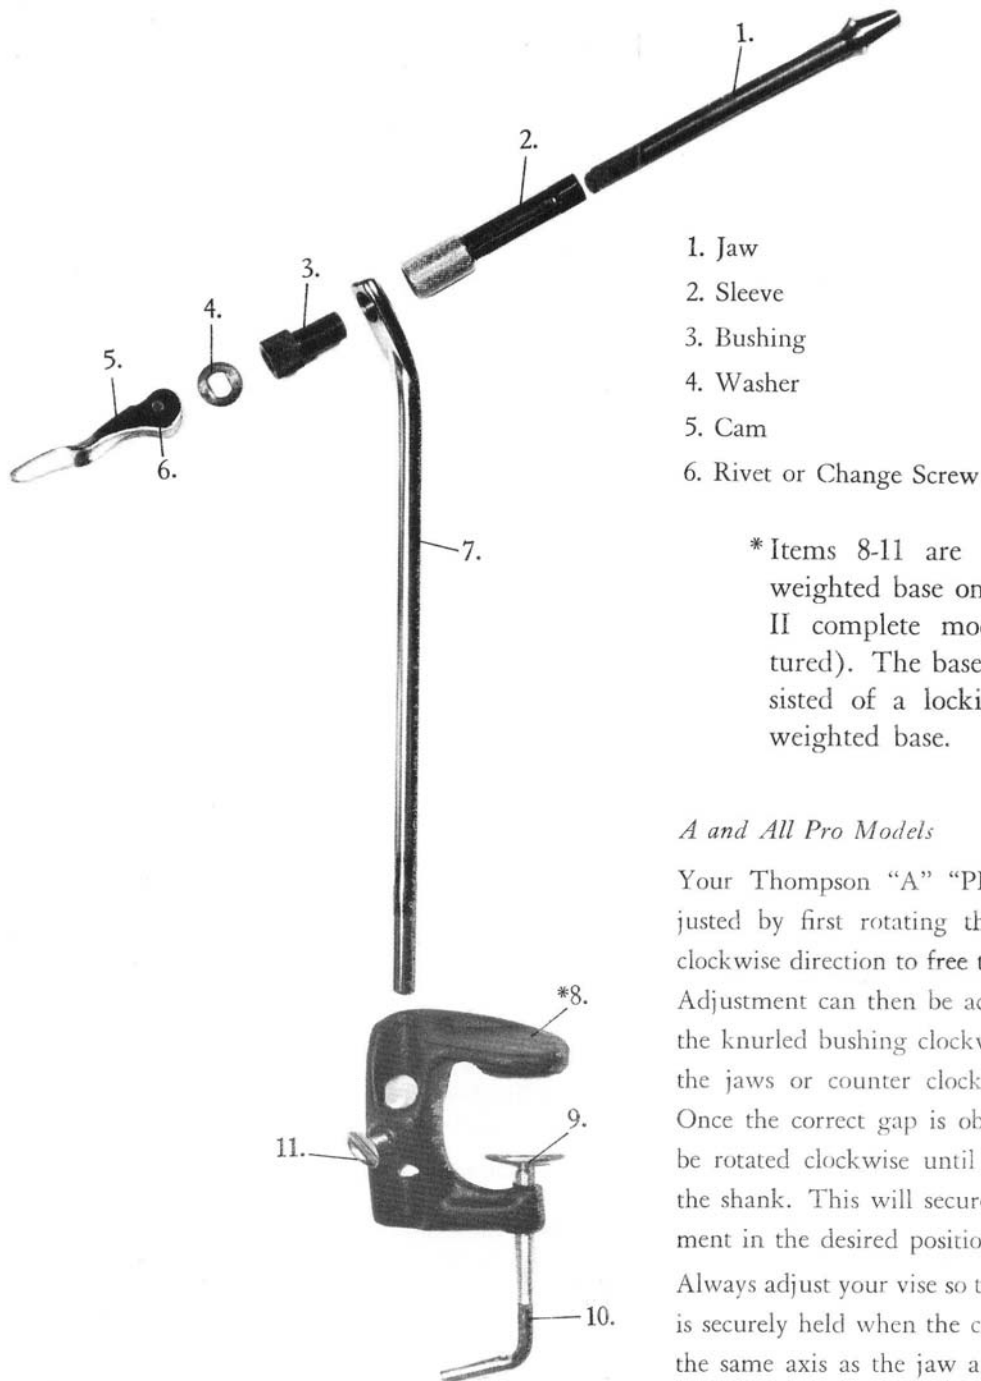 1.
2.
3.
4.
5.
6.
7.
*8.
9.
11.
10.
1. Jaw
2. Sleeve
3. Bushing
4. Washer
5. Cam
6. Rivet or Change Screw
* Items 8-11 are
weighted base on
II complete mo
tured). The base
sisted of a locki
weighted base.
A and All Pro Models
Your Thompson “A” “P
justed by first rotating th
clockwise direction to free t
Adjustment can then be ac
the knurled bushing clockw
the jaws or counter clock
Once the correct gap is ob
be rotated clockwise until
the shank. This will secur
ment in the desired positio
Always adjust your vise so t
is securely held when the c
the same axis as the jaw a